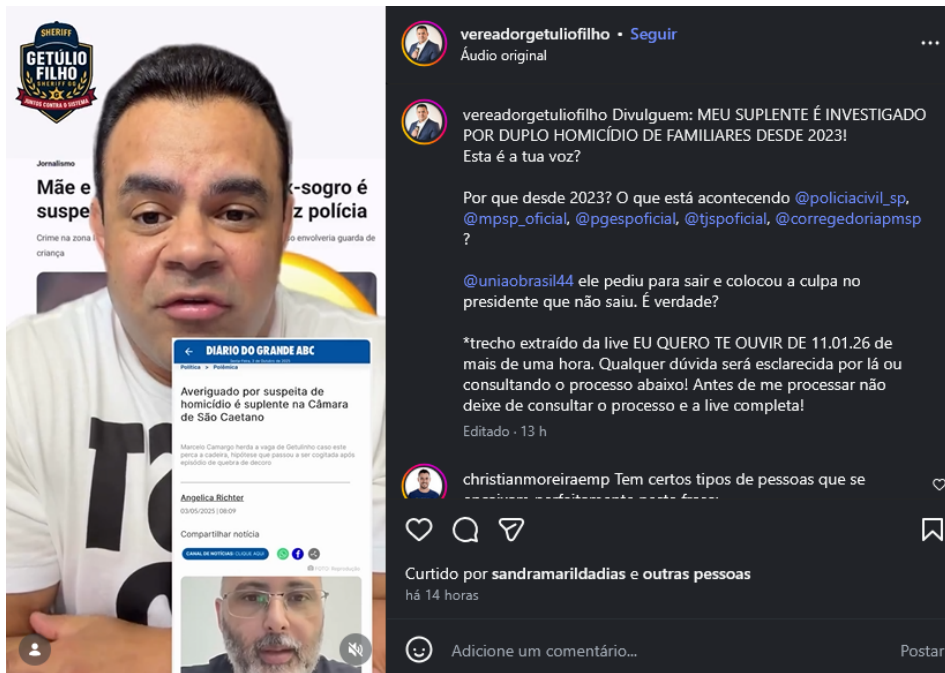 SHERIFF
GETÚLIO
FILHO
SHERIFF GG
JUNTOS CONTRA O SISTEMA
Jornalismo
Mãe e
x-sogro é
suspe
z polícia
Crime na zona
so envolveria guarda de
criança
DIÁRIO DO GRANDE ABC
Política > Polêmica
Averiguado por suspeita de
homicídio é suplente na Câmara
de São Caetano
Marcelo Camargo herda a vaga de Getulinho caso este
perca a cadeira, hipótese que passou a ser cogitada após
episódio de quebra de decoro
Angelica Richter
03/05/2025 | 08:09
Compartilhar notícia
CANAL DE NOTÍCIAS: CLIQUE AQUI
FOTO: Reprodução
vereadorgetuliofilho • Seguir
Áudio original
vereadorgetuliofilho Divulguem: MEU SUPLENTE É INVESTIGADO
POR DUPLO HOMICÍDIO DE FAMILIARES DESDE 2023!
Esta é a tua voz?
Por que desde 2023? O que está acontecendo @policiacivil_sp,
@mpsp_oficial, @pgespoficial, @tjspoficial, @corregedoriapmsp
?
@uniaobrasil44 ele pediu para sair e colocou a culpa no
presidente que não saiu. É verdade?
*trecho extraído da live EU QUERO TE OUVIR DE 11.01.26 de
mais de uma hora. Qualquer dúvida será esclarecida por lá ou
consultando o processo abaixo! Antes de me processar não
deixe de consultar o processo e a live completa!
Editado · 13 h
christianmoreiraemp Tem certos tipos de pessoas que se
Curtido por sandramarildadias e outras pessoas
há 14 horas
Adicione um comentário...
Postar